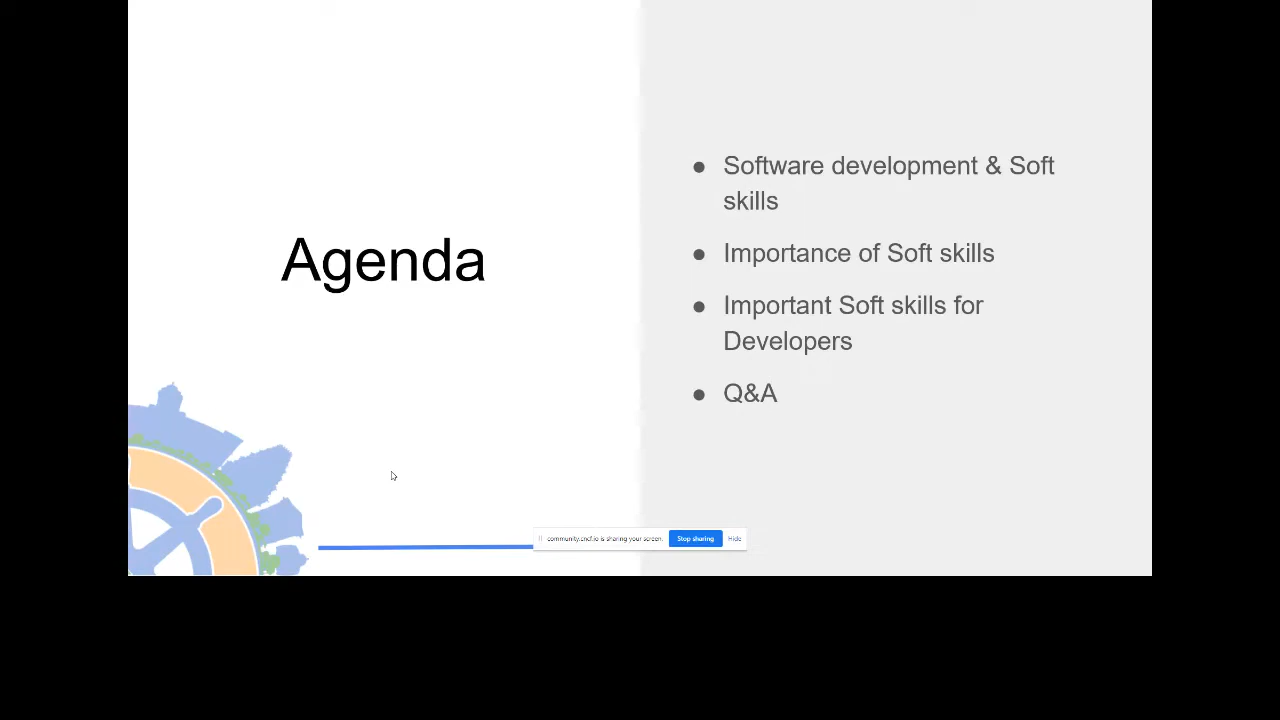 Agenda
● Software development & Soft
skills
● Importance of Soft skills
● Important Soft skills for
Developers
● Q&A
community.cncf.io is sharing your screen. Stop sharing Hide